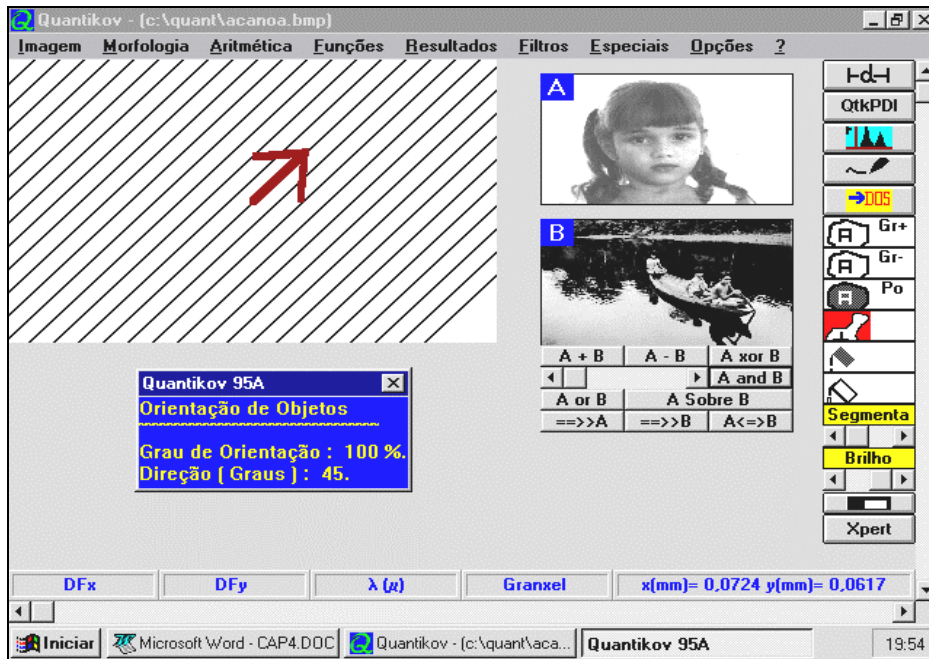 Quantikov - (c:\quant\acanoa.bmp)
Imagem Morfologia Aritmética Funções Resultados Filtros Especiais Opções ?
A
B
A + B A - B A xor B
A and B
A or B A Sobre B
==>>A ==>>B A<=>B
Quantikov 95A
Orientação de Objetos
Grau de Orientação : 100 %.
Direção ( Graus ) : 45.
d
QtkPDI
DOS
A Gr+
A Gr-
A Po
Segmenta
Brilho
Xpert
DFx DFy λ (μ) Granxel x(mm)= 0,0724 y(mm)= 0,0617
Iniciar Microsoft Word - CAP4.DOC Quantikov - (c:\quant\aca... Quantikov 95A 19:54